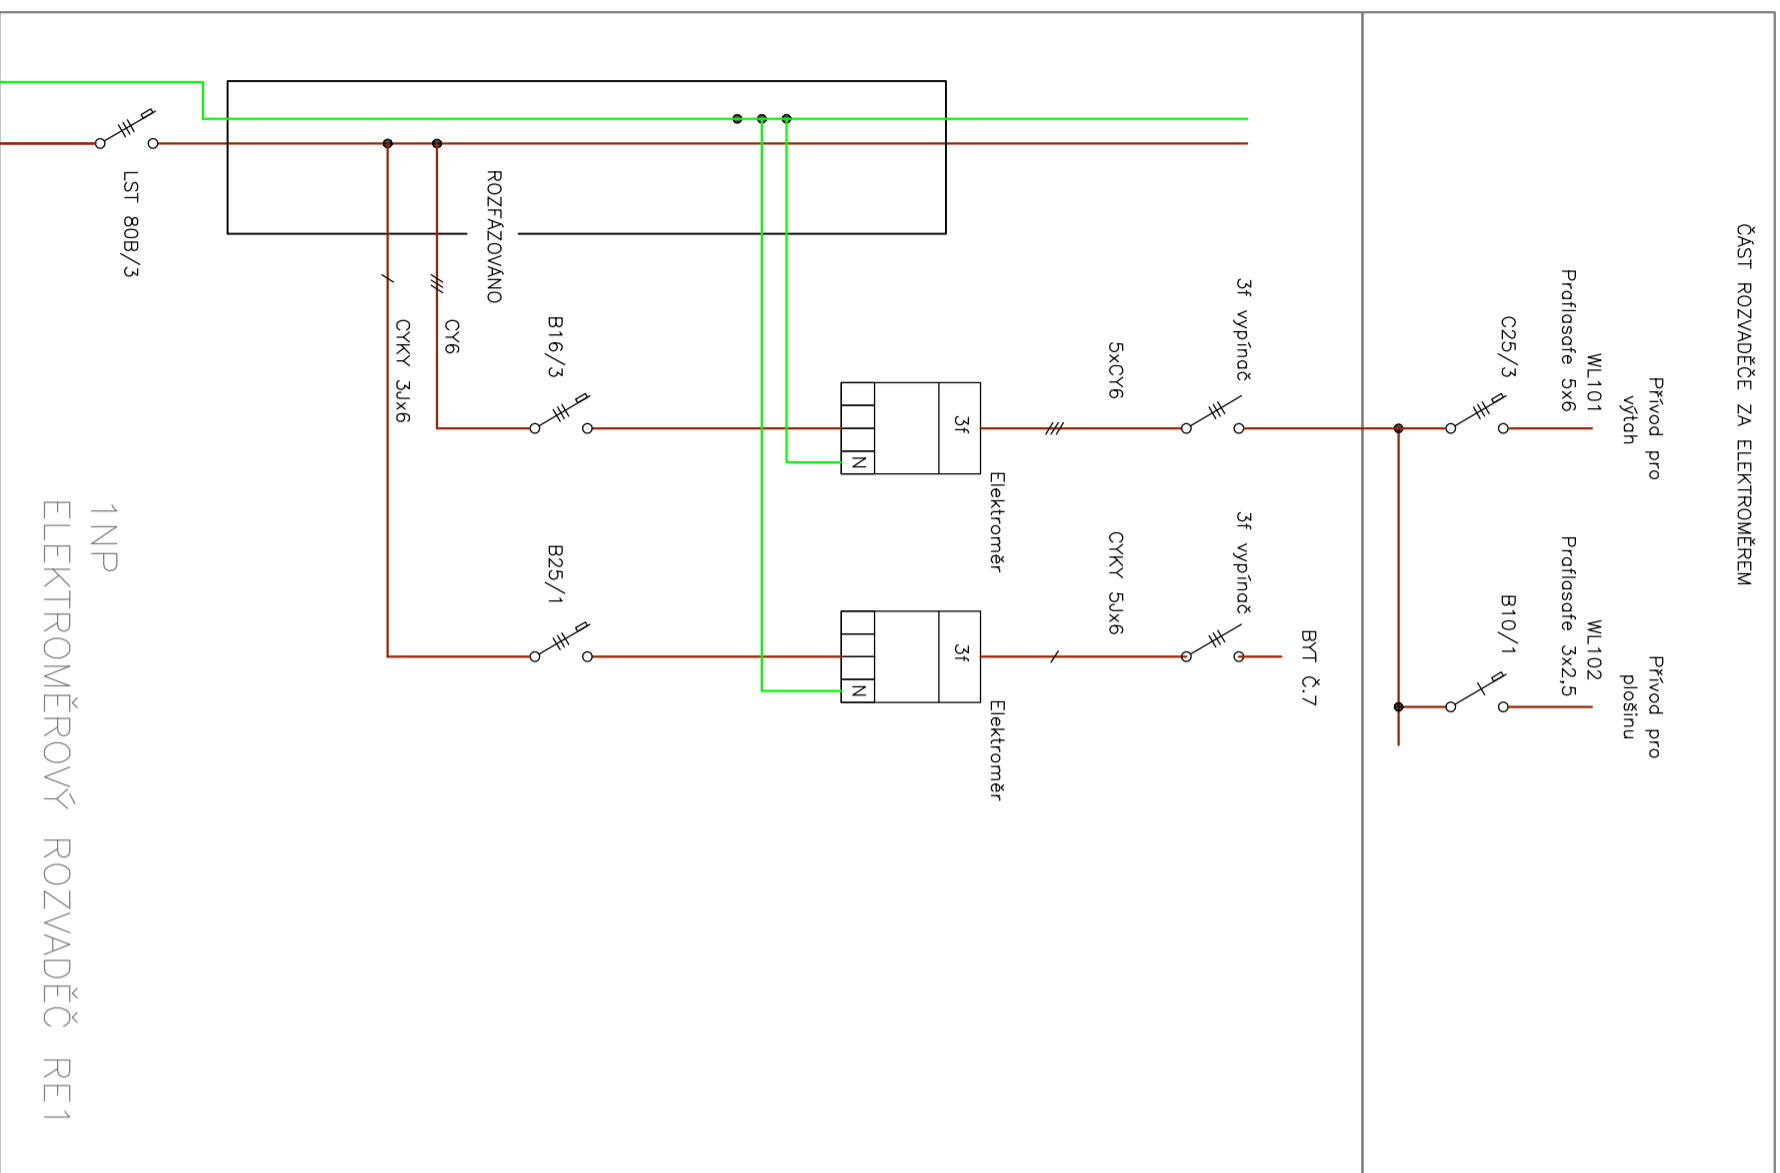 ČÁST ROZVADĚČE ZA ELEKTROMĚREM
Přívod pro
výtah
WL101
Praflasafe 5x6
C25/3
Přívod pro
plošinu
WL102
Praflasafe 3x2,5
B10/1
BYT Č.7
3f vypínač
3f vypínač
5xCY6
CYKY 5Jx6
Elektroměr
3f
N
Elektroměr
3f
N
B16/3
B25/1
ROZFÁZOVÁNO
CY6
CYKY 3Jx6
LST 80B/3
1NP
ELEKTROMĚROVÝ ROZVADĚČ RE1